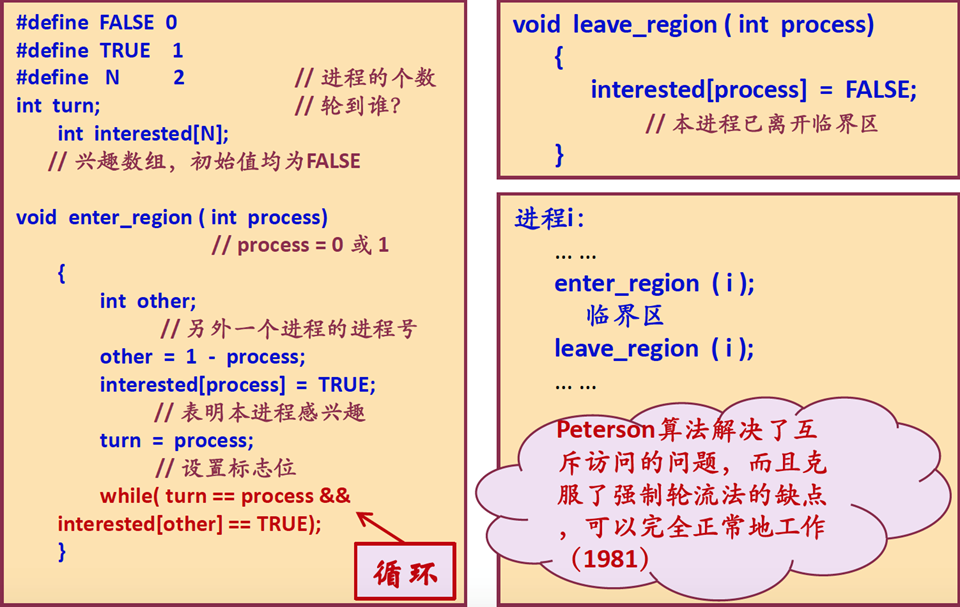 #define FALSE 0
#define TRUE 1
#define N 2 // 进程的个数
int turn; // 轮到谁?
int interested[N];
// 兴趣数组，初始值均为FALSE
void enter_region ( int process)
// process = 0 或 1
{
int other;
// 另外一个进程的进程号
other = 1 - process;
interested[process] = TRUE;
// 表明本进程感兴趣
turn = process;
// 设置标志位
while( turn == process &&
interested[other] == TRUE);
}
循环
void leave_region ( int process)
{
interested[process] = FALSE;
// 本进程已离开临界区
}
进程i:
... ...
enter_region ( i );
临界区
leave_region ( i );
... ...
Peterson算法解决了互
斥访问的问题，而且克
服了强制轮流法的缺点
，可以完全正常地工作
（1981）